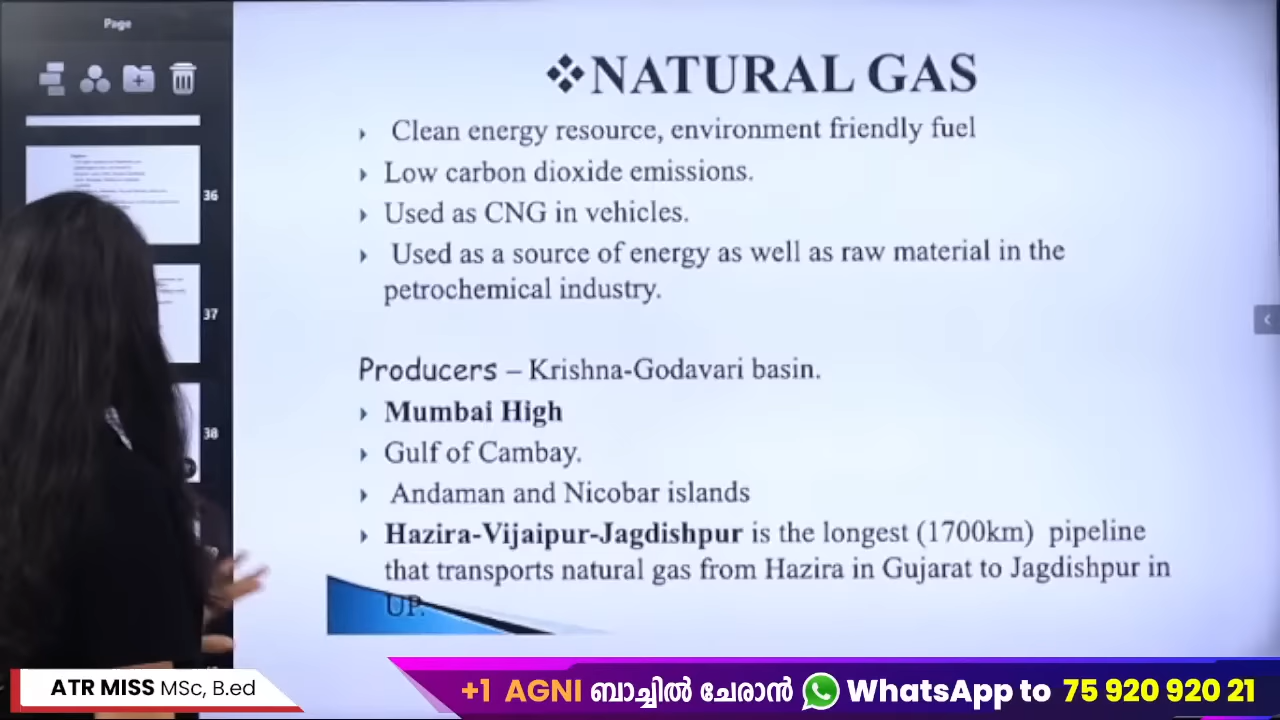 Page
36
37
38
❖NATURAL GAS
Clean energy resource, environment friendly fuel
Low carbon dioxide emissions.
Used as CNG in vehicles.
Used as a source of energy as well as raw material in the
petrochemical industry.
Producers – Krishna-Godavari basin.
Mumbai High
Gulf of Cambay.
Andaman and Nicobar islands
Hazira-Vijaipur-Jagdishpur is the longest (1700km) pipeline
that transports natural gas from Hazira in Gujarat to Jagdishpur in
UP.
ATR MISS MSc, B.ed
+1 AGNI ബാച്ചിൽ ചേരാൻ WhatsApp to 75 920 920 21